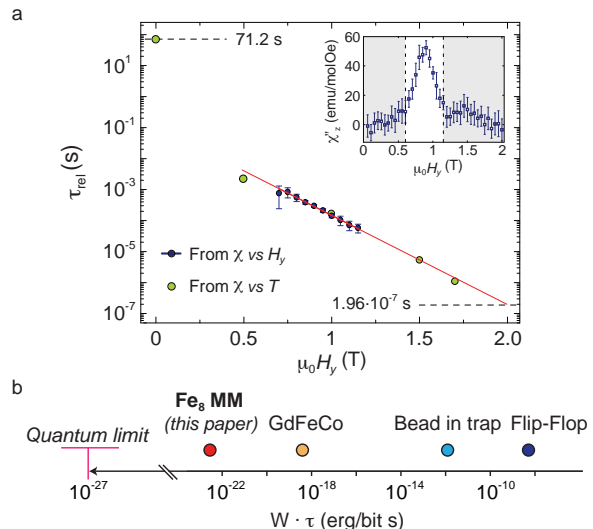 a
10²
10¹
10⁻¹
10⁻³
10⁻⁵
10⁻⁷
τrel (s)
71.2 s
From χ vs Hy
From χ vs T
1.96·10⁻⁷ s
0
0.5
1.0
1.5
2.0
μ₀Hy (T)
60
40
20
0
χ"z (emu/molOe)
0
0.5
1.0
1.5
2
μ₀Hy (T)
b
Fe₈ MM
Quantum limit
(this paper)
GdFeCo
Bead in trap
Flip-Flop
10⁻²⁷
10⁻²²
10⁻¹⁸
10⁻¹⁴
10⁻¹⁰
W · τ (erg/bit s)